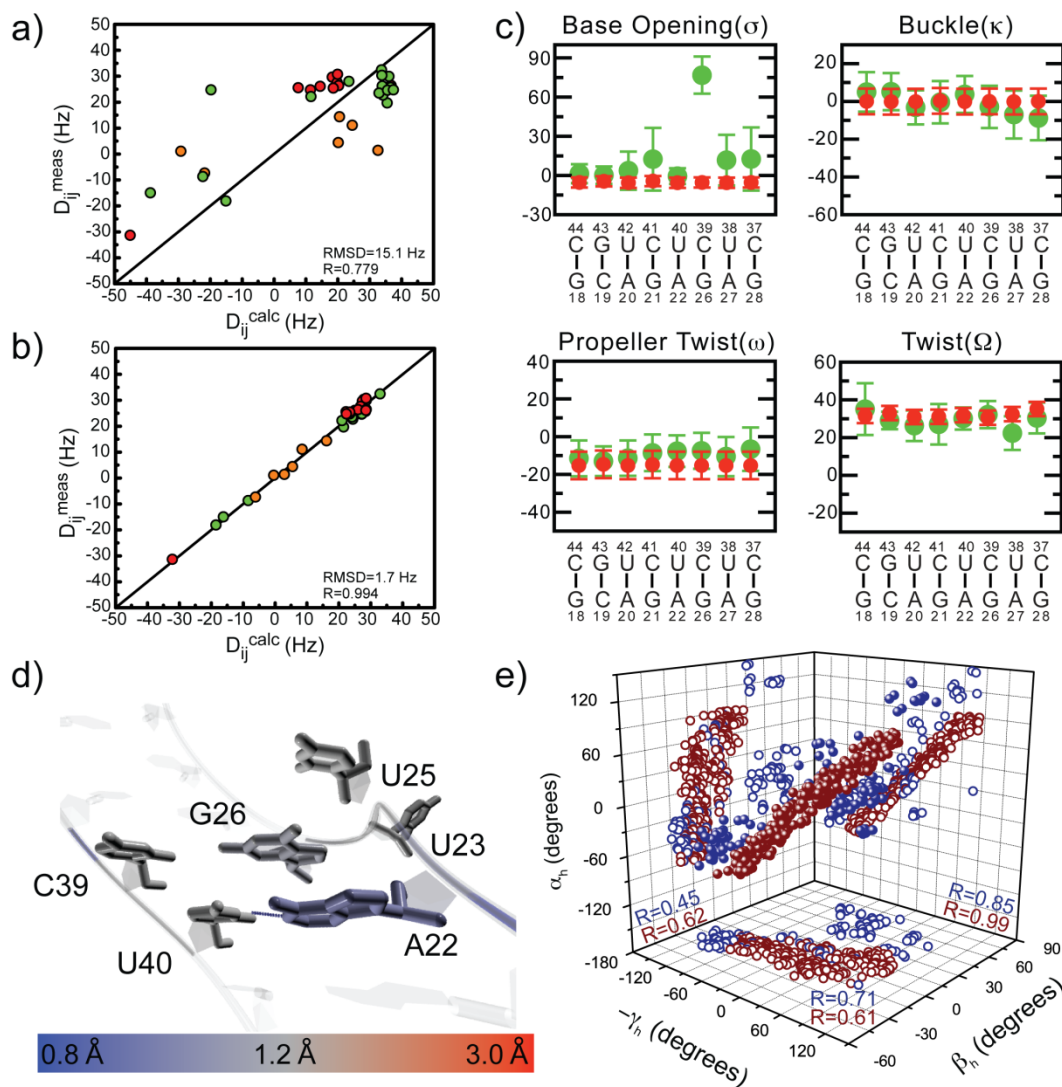 a)
50
40
30
20
10
0
-10
-20
-30
-40
-50
D_ij^meas (Hz)
RMSD=15.1 Hz
R=0.779
-50 -40 -30 -20 -10 0 10 20 30 40 50
D_ij^calc (Hz)
b)
50
40
30
20
10
0
-10
-20
-30
-40
-50
D_ij^meas (Hz)
RMSD=1.7 Hz
R=0.994
-50 -40 -30 -20 -10 0 10 20 30 40 50
D_ij^calc (Hz)
c)
Base Opening(σ)
90
60
30
0
-30
44 43 42 41 40 39 38 37
C G U C U C U C
G C A G A G A G
18 19 20 21 22 26 27 28
Buckle(κ)
40
20
0
-20
-40
-60
44 43 42 41 40 39 38 37
C G U C U C U C
G C A G A G A G
18 19 20 21 22 26 27 28
Propeller Twist(ω)
40
20
0
-20
-40
44 43 42 41 40 39 38 37
C G U C U C U C
G C A G A G A G
18 19 20 21 22 26 27 28
Twist(Ω)
60
40
20
0
-20
44 43 42 41 40 39 38 37
C G U C U C U C
G C A G A G A G
18 19 20 21 22 26 27 28
d)
U25
G26
U23
C39
A22
U40
0.8 Å 1.2 Å 3.0 Å
e)
120
60
0
-60
-120
-180
α_h (degrees)
R=0.45
R=0.62
R=0.85
R=0.99
R=0.71
R=0.61
-120 -60 0 60 120
-γ_h (degrees)
-60 -30 0 30 60 90
β_h (degrees)